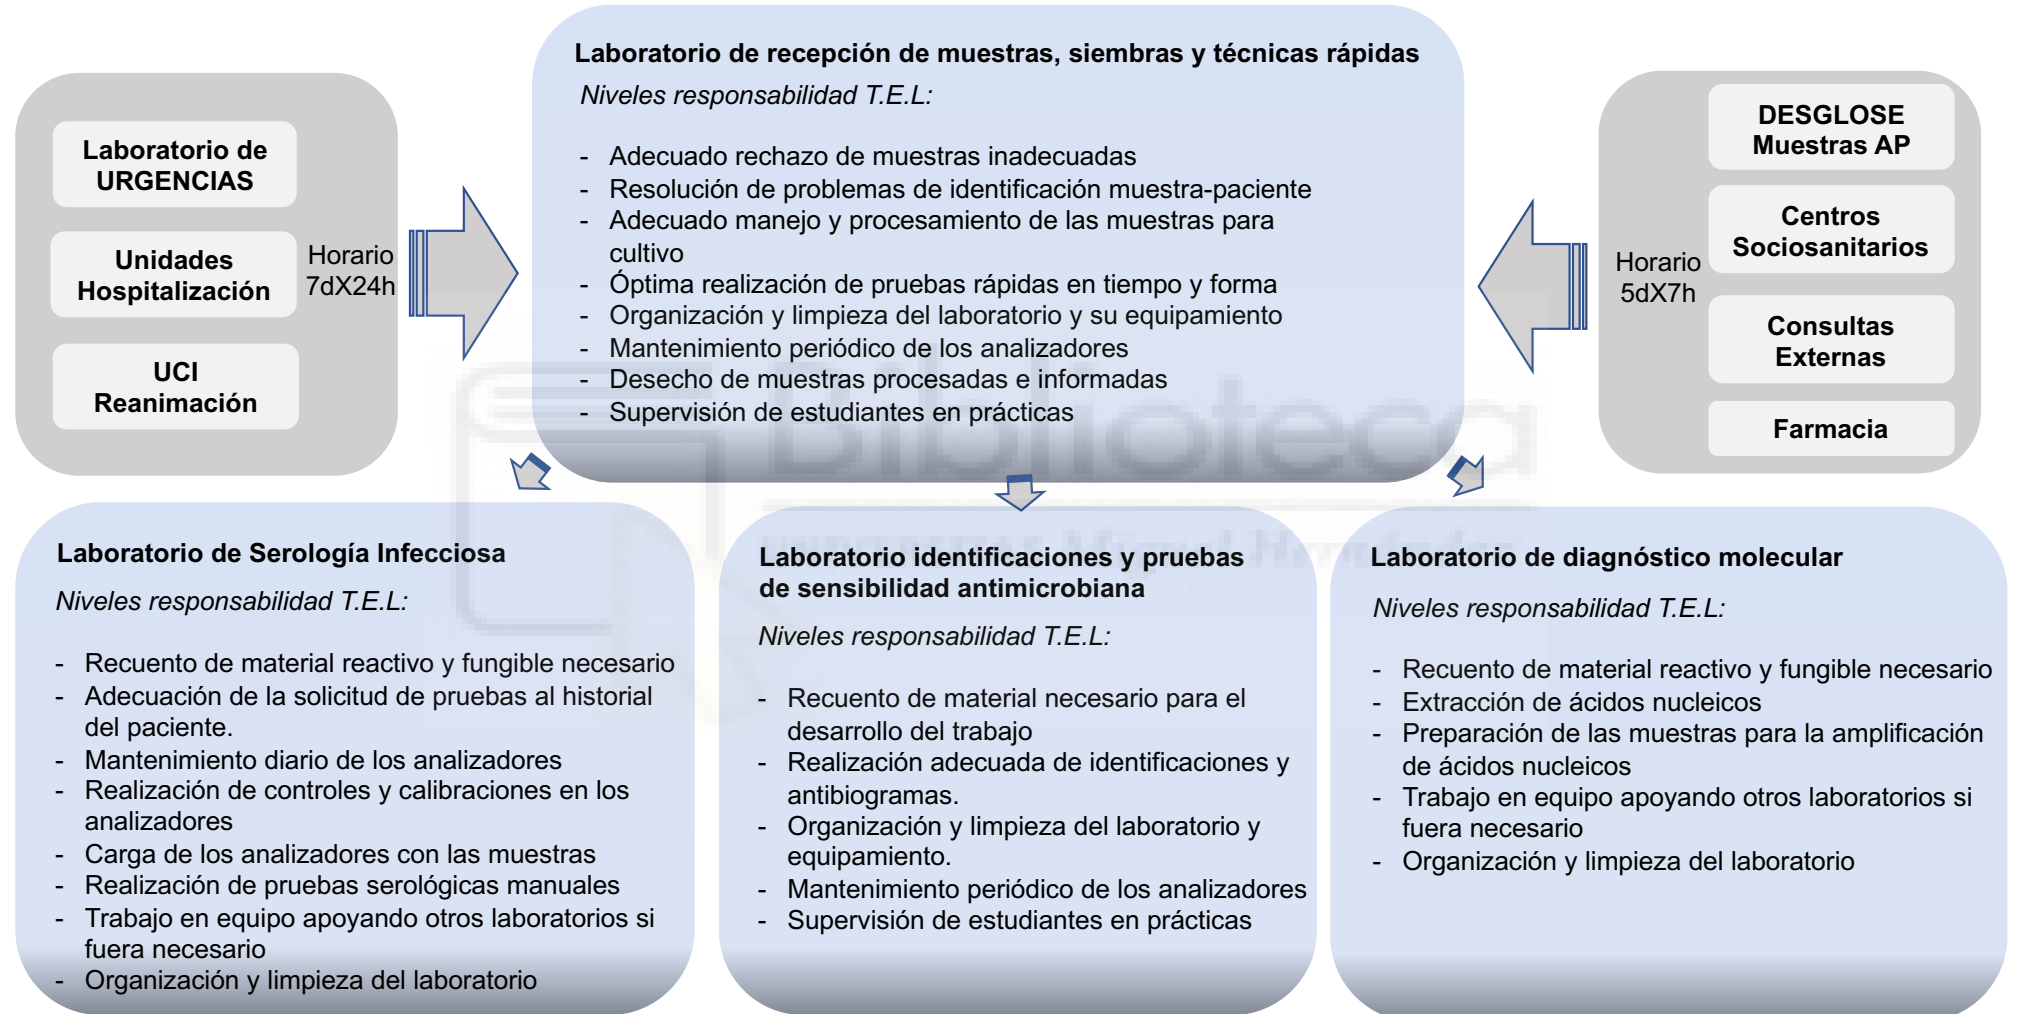 Laboratorio de
URGENCIAS
Unidades
Hospitalización
UCI
Reanimación
Horario
7dX24h
Laboratorio de recepción de muestras, siembras y técnicas rápidas
Niveles responsabilidad T.E.L:
- Adecuado rechazo de muestras inadecuadas
- Resolución de problemas de identificación muestra-paciente
- Adecuado manejo y procesamiento de las muestras para
cultivo
- Óptima realización de pruebas rápidas en tiempo y forma
- Organización y limpieza del laboratorio y su equipamiento
- Mantenimiento periódico de los analizadores
- Desecho de muestras procesadas e informadas
- Supervisión de estudiantes en prácticas
Horario
5dX7h
DESGLOSE
Muestras AP
Centros
Sociosanitarios
Consultas
Externas
Farmacia
Biblioteca
UNIVERSITAS Miguel Hernández
Laboratorio de Serología Infecciosa
Niveles responsabilidad T.E.L:
- Recuento de material reactivo y fungible necesario
- Adecuación de la solicitud de pruebas al historial
del paciente.
- Mantenimiento diario de los analizadores
- Realización de controles y calibraciones en los
analizadores
- Carga de los analizadores con las muestras
- Realización de pruebas serológicas manuales
- Trabajo en equipo apoyando otros laboratorios si
fuera necesario
- Organización y limpieza del laboratorio
Laboratorio identificaciones y pruebas
de sensibilidad antimicrobiana
Niveles responsabilidad T.E.L:
- Recuento de material necesario para el
desarrollo del trabajo
- Realización adecuada de identificaciones y
antibiogramas.
- Organización y limpieza del laboratorio y
equipamiento.
- Mantenimiento periódico de los analizadores
- Supervisión de estudiantes en prácticas
Laboratorio de diagnóstico molecular
Niveles responsabilidad T.E.L:
- Recuento de material reactivo y fungible necesario
- Extracción de ácidos nucleicos
- Preparación de las muestras para la amplificación
de ácidos nucleicos
- Trabajo en equipo apoyando otros laboratorios si
fuera necesario
- Organización y limpieza del laboratorio